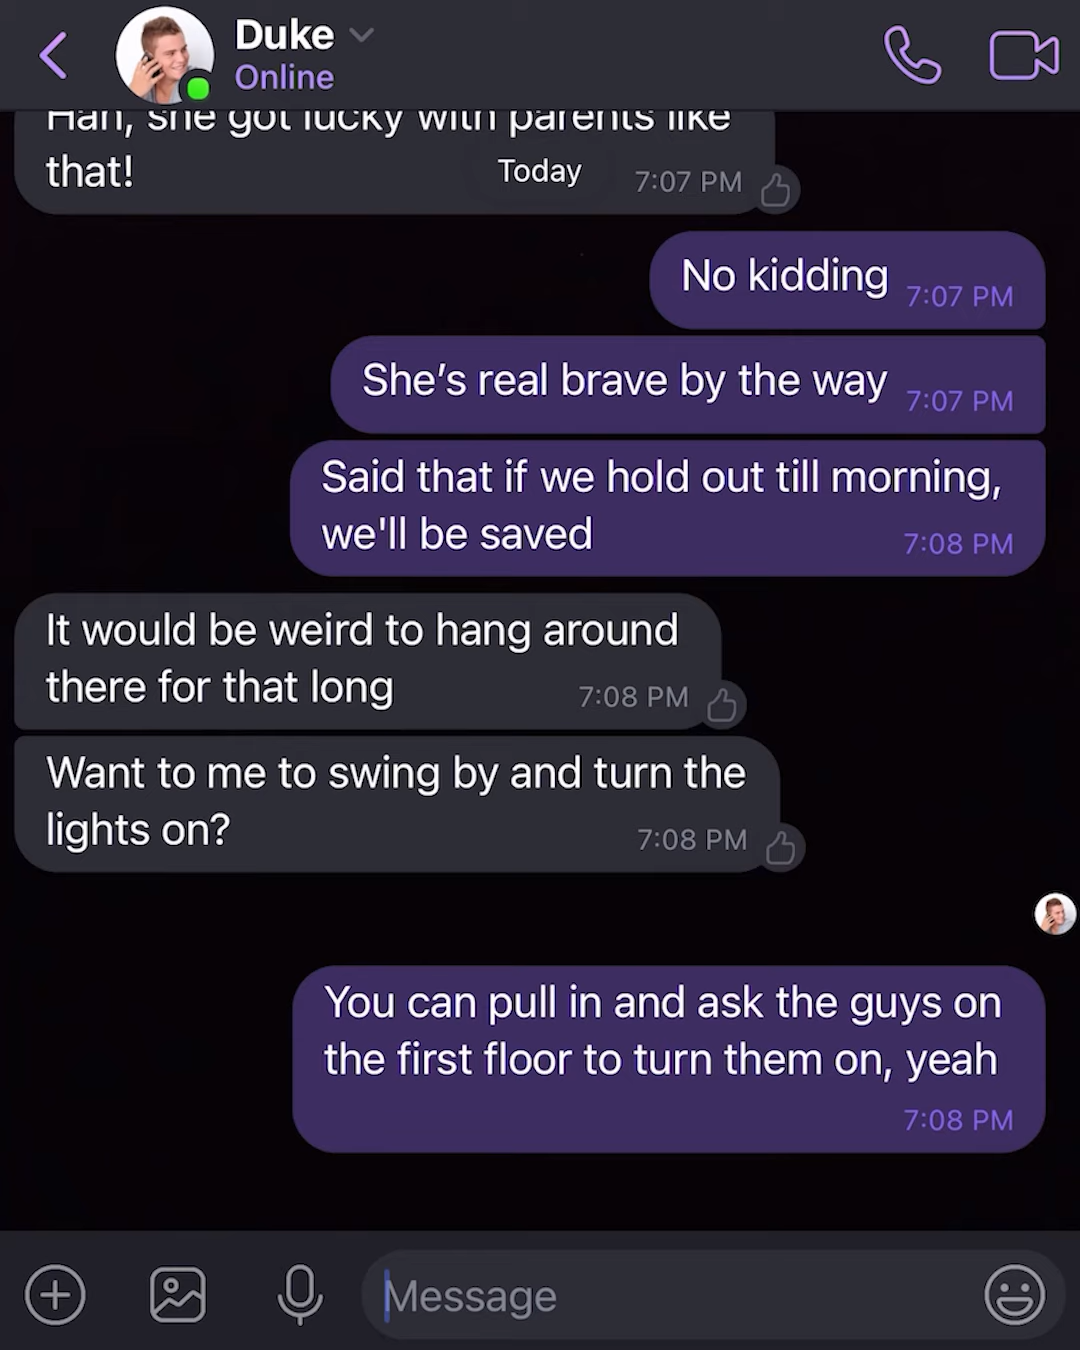 Duke
Online
Hah, she got lucky with parents like
that!
Today
7:07 PM
No kidding
7:07 PM
She’s real brave by the way
7:07 PM
Said that if we hold out till morning,
we'll be saved
7:08 PM
It would be weird to hang around
there for that long
7:08 PM
Want to me to swing by and turn the
lights on?
7:08 PM
You can pull in and ask the guys on
the first floor to turn them on, yeah
7:08 PM
Message